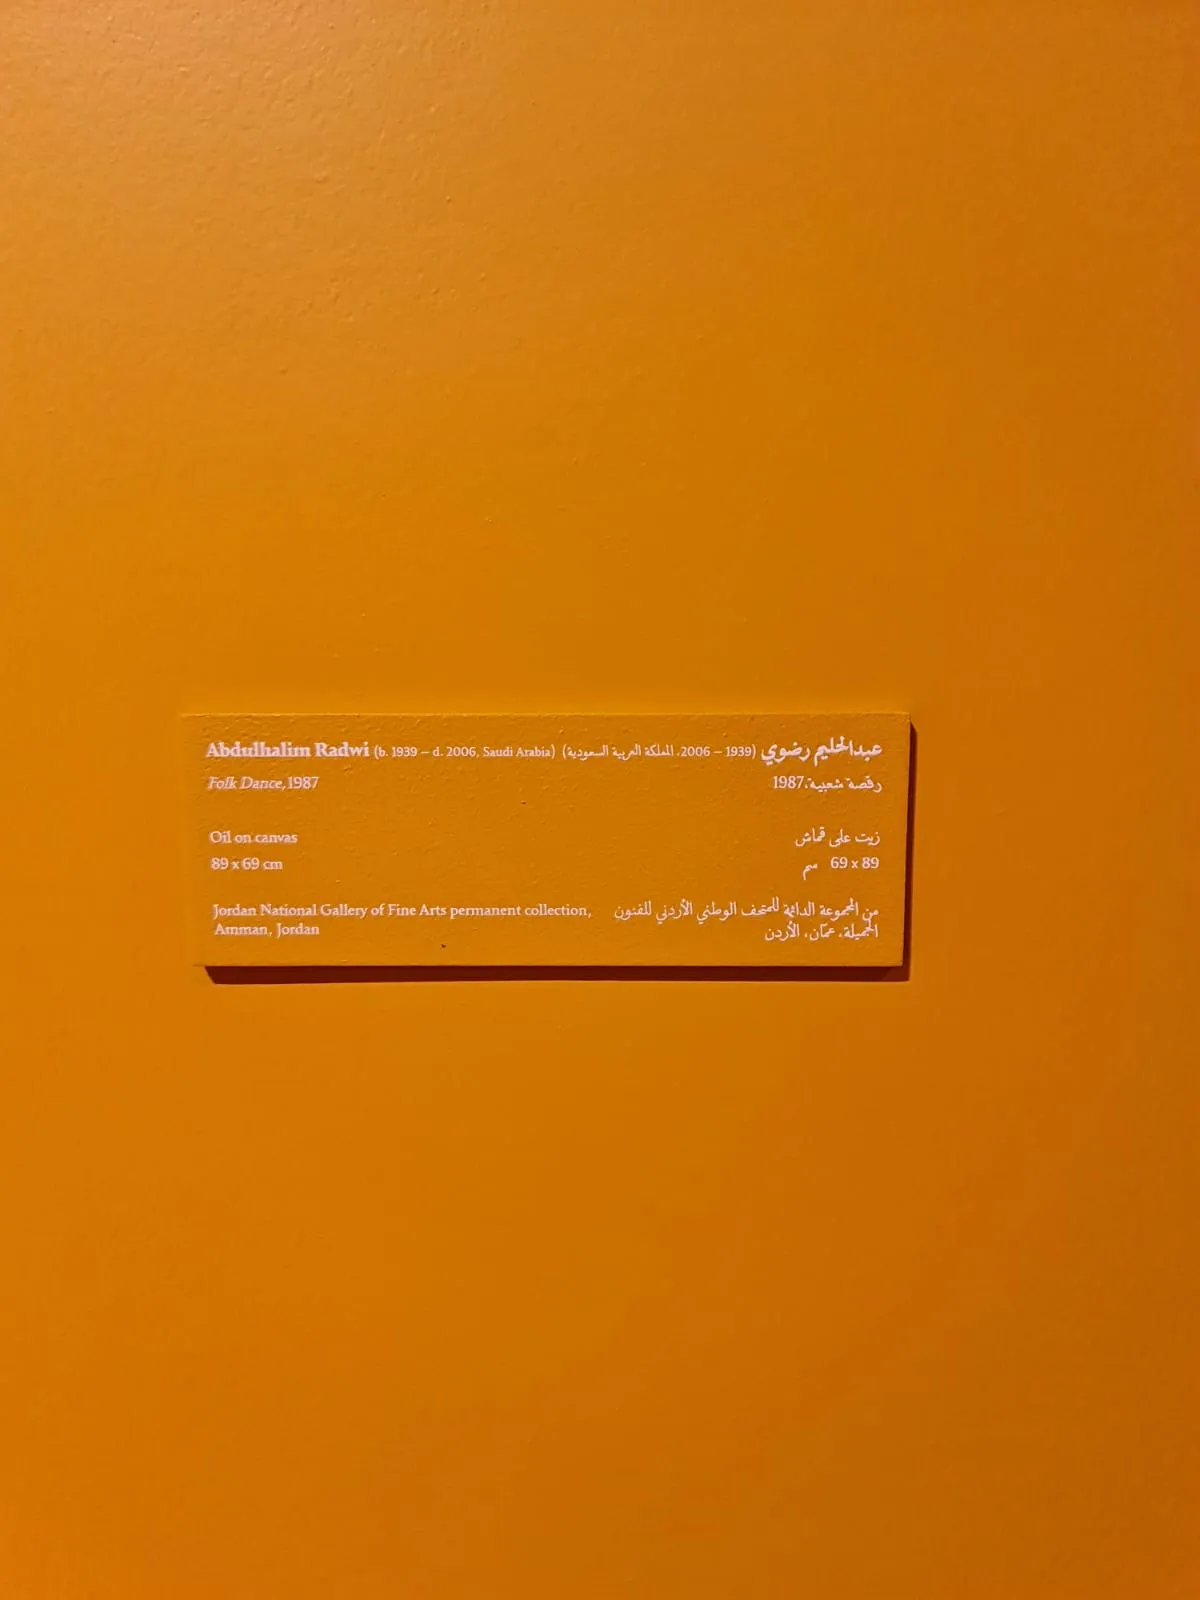 Abdulhalim Radwi (b. 1939 – d. 2006, Saudi Arabia)
Folk Dance, 1987
Oil on canvas
89 x 69 cm
Jordan National Gallery of Fine Arts permanent collection,
Amman, Jordan
عبدالحليم رضوي (1939 – 2006، المملكة العربية السعودية)
رقصة شعبية، 1987
زيت على قماش
89 x 69 سم
من المجموعة الدائمة للمتحف الوطني الأردني للفنون
الجميلة، عمّان، الأردن